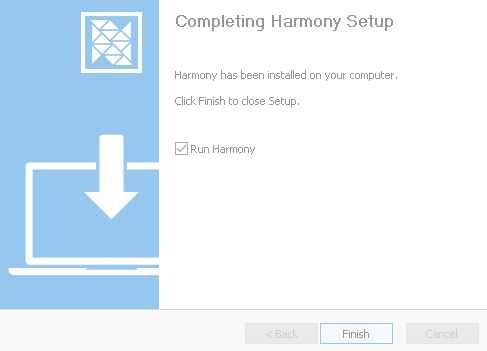 Completing Harmony Setup
Harmony has been installed on your computer.
Click Finish to close Setup.
Run Harmony
< Back
Finish
Cancel